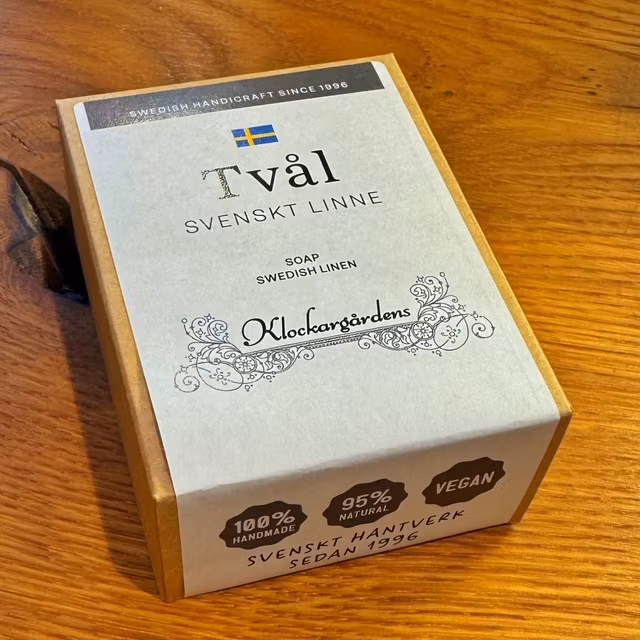 SWEDISH HANDICRAFT SINCE 1996
Tvål
SVENSKT LINNE
SOAP
SWEDISH LINEN
Klockargårdens
100%
HANDMADE
95%
NATURAL
VEGAN
SVENSKT HANTVERK
SEDAN 1996